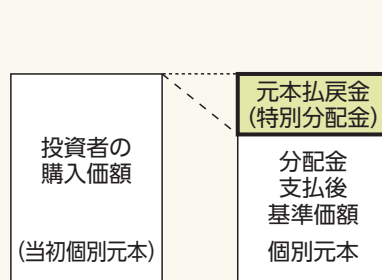 投資者の
購入価額
(当初個別元本)
元本払戻金
(特別分配金)
分配金
支払後
基準価額
個別元本